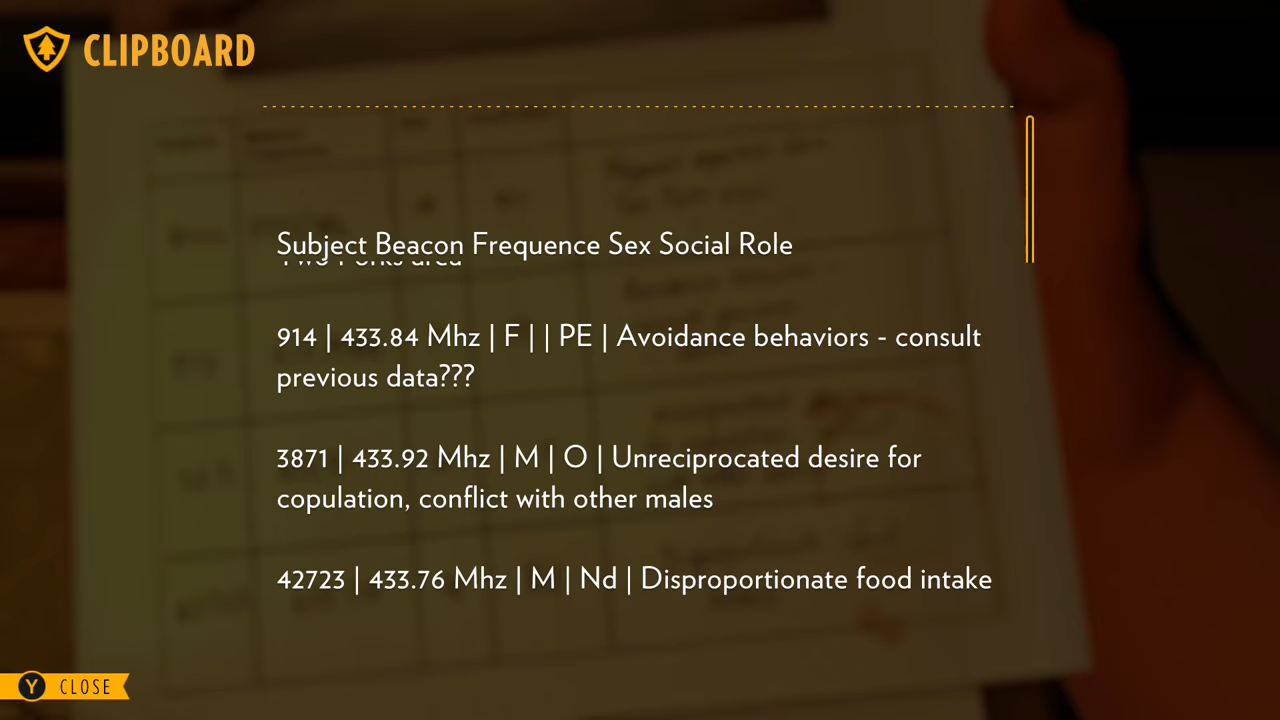 CLIPBOARD
Subject Beacon Frequence Sex Social Role
914 | 433.84 Mhz | F | | PE | Avoidance behaviors - consult
previous data???
3871 | 433.92 Mhz | M | O | Unreciprocated desire for
copulation, conflict with other males
42723 | 433.76 Mhz | M | Nd | Disproportionate food intake
Y CLOSE